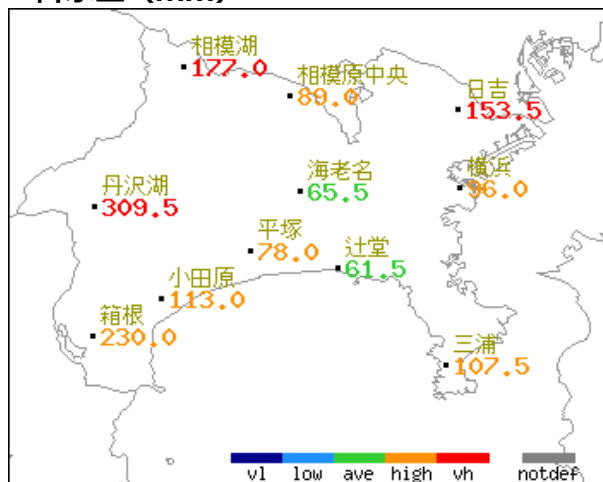 相模湖
177.0
相模原中央
89.0
日吉
153.5
海老名
65.5
横浜
96.0
丹沢湖
309.5
平塚
78.0
辻堂
61.5
小田原
113.0
箱根
230.0
三浦
107.5
vl low ave high vh notdef